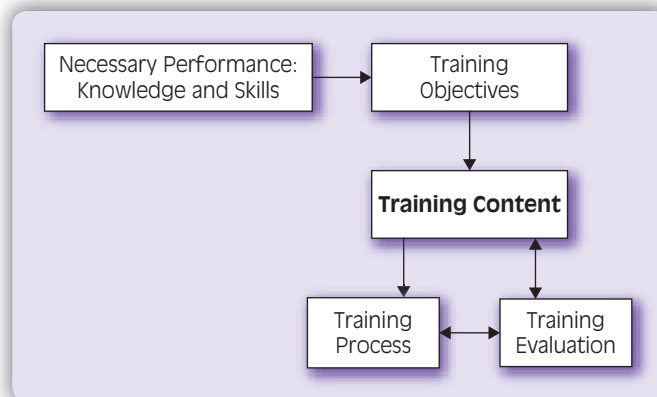 Necessary Performance:
Knowledge and Skills
Training
Objectives
Training Content
Training
Process
Training
Evaluation